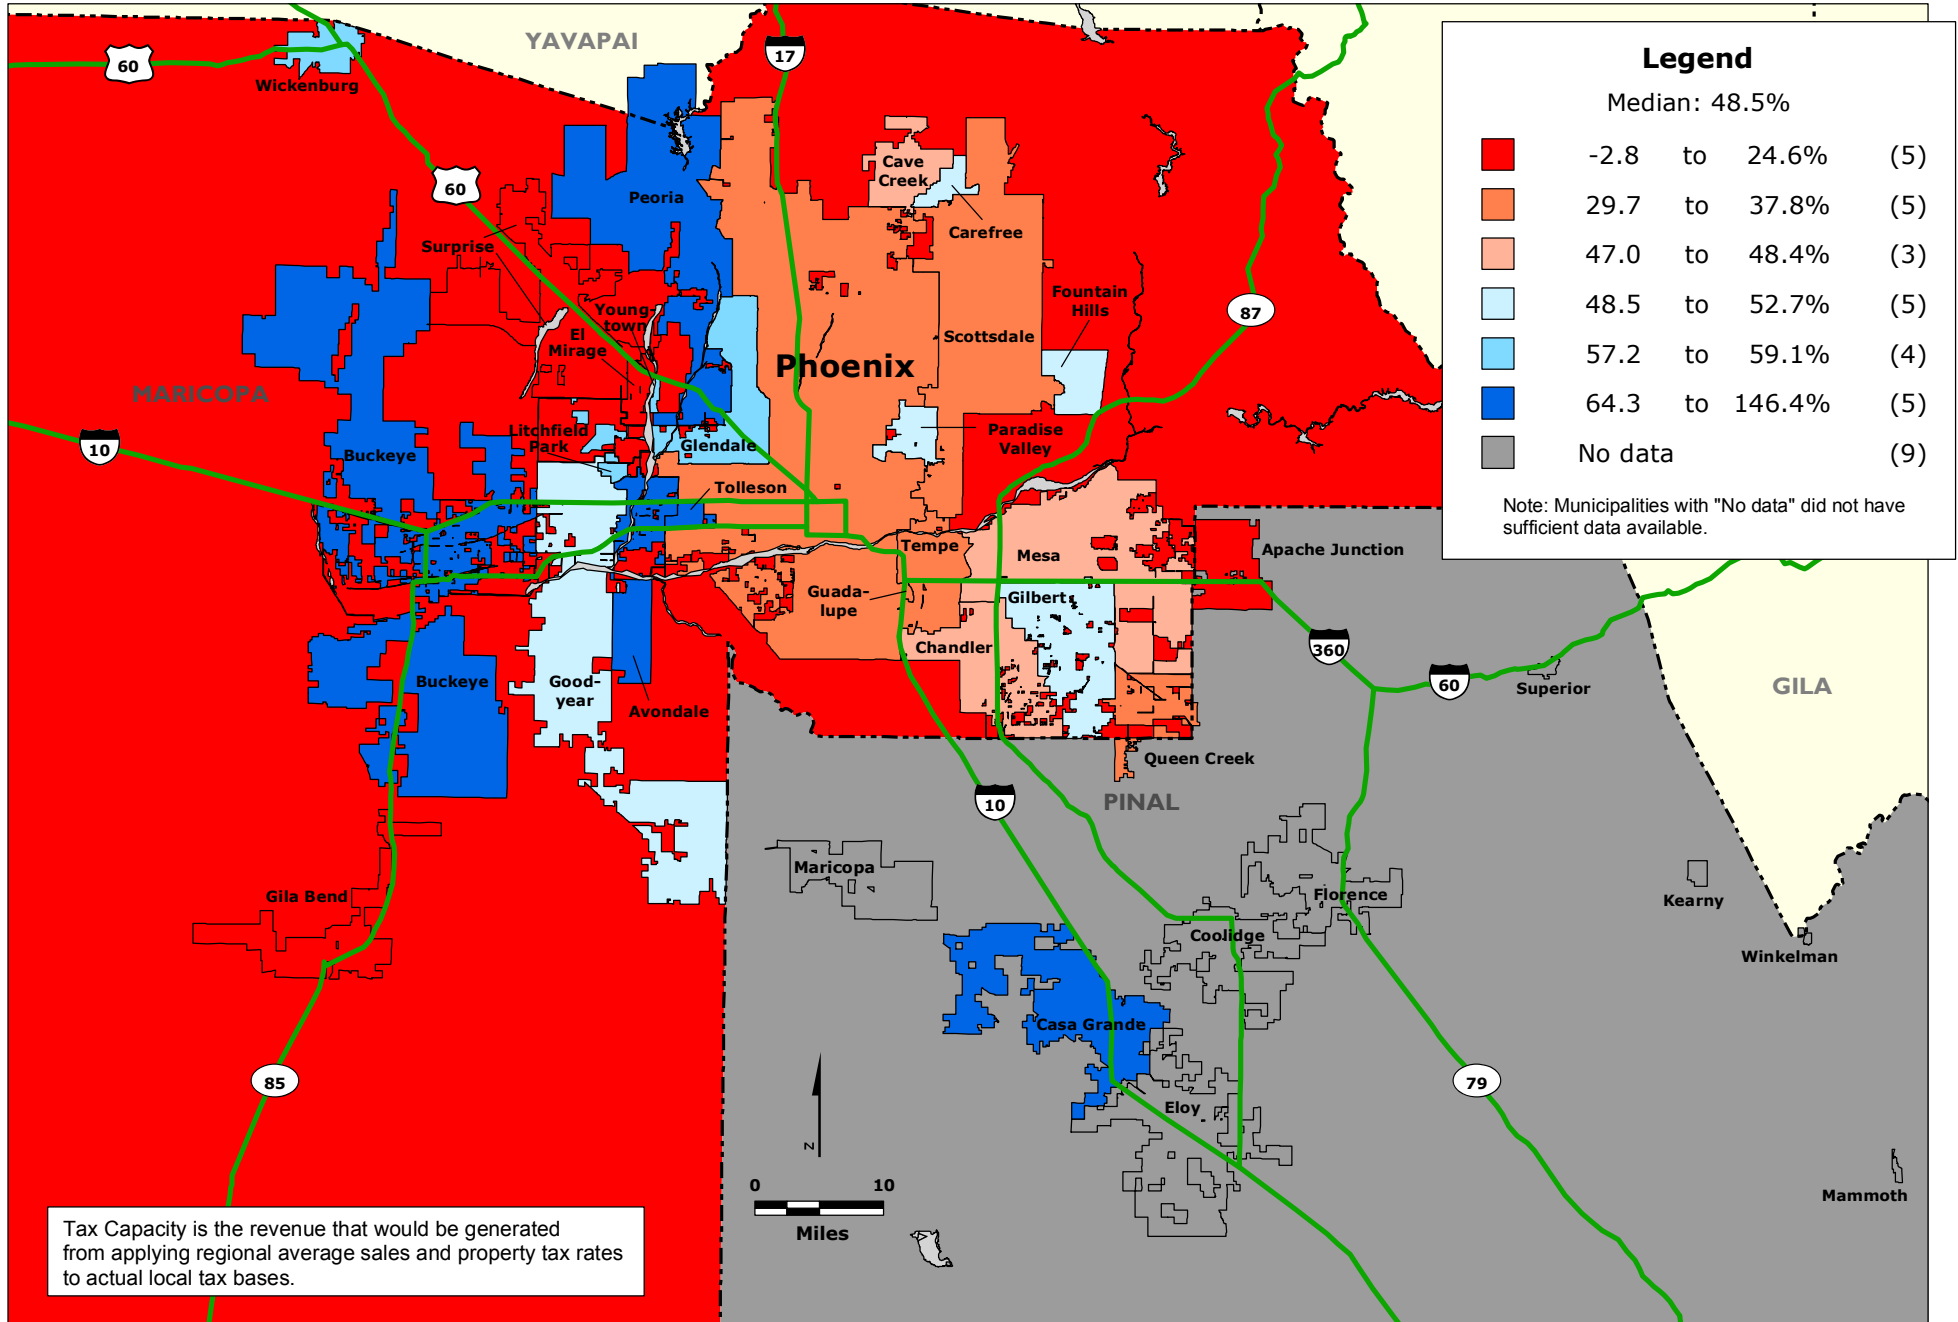 YAVAPAI
17
60
Wickenburg
60
Peoria
Cave
Creek
Carefree
Surprise
Young-
town
El
Mirage
Fountain
Hills
87
Scottsdale
Phoenix
MARICOPA
10
Buckeye
Litchfield
Park
Glendale
Paradise
Valley
Tolleson
Tempe
Mesa
Apache Junction
Guada-
lupe
Gilbert
Chandler
360
60
Superior
GILA
Buckeye
Good-
year
Avondale
Queen Creek
10
PINAL
Maricopa
Gila Bend
Florence
Kearny
Coolidge
Winkelman
Casa Grande
85
79
Eloy
Mammoth
N
0 10
Miles
Legend
Median: 48.5%
-2.8 to 24.6% (5)
29.7 to 37.8% (5)
47.0 to 48.4% (3)
48.5 to 52.7% (5)
57.2 to 59.1% (4)
64.3 to 146.4% (5)
No data (9)
Note: Municipalities with "No data" did not have
sufficient data available.
Tax Capacity is the revenue that would be generated
from applying regional average sales and property tax rates
to actual local tax bases.